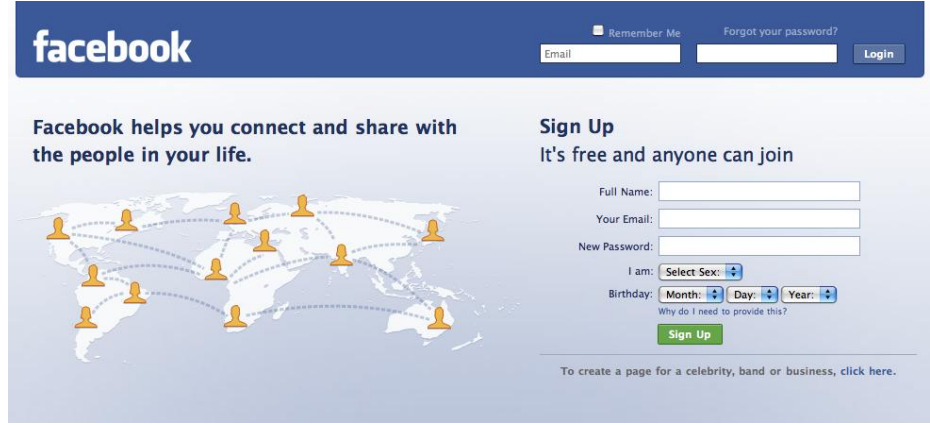 facebook
Remember Me
Forgot your password?
Email
Login
Facebook helps you connect and share with
the people in your life.
Sign Up
It's free and anyone can join
Full Name:
Your Email:
New Password:
I am: Select Sex:
Birthday: Month: Day: Year:
Why do I need to provide this?
Sign Up
To create a page for a celebrity, band or business, click here.